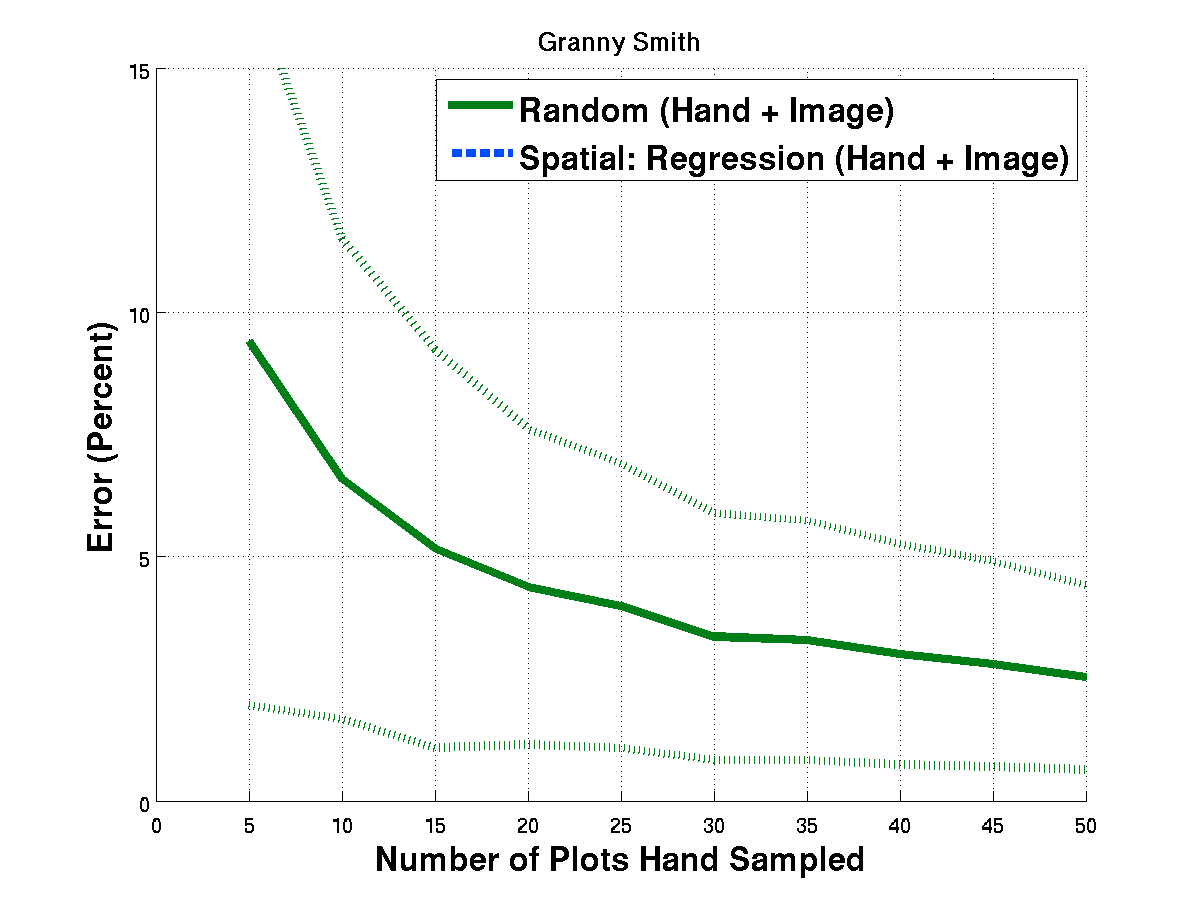 Granny Smith
Random (Hand + Image)
Spatial: Regression (Hand + Image)
15
10
5
0
Error (Percent)
0 5 10 15 20 25 30 35 40 45 50
Number of Plots Hand Sampled